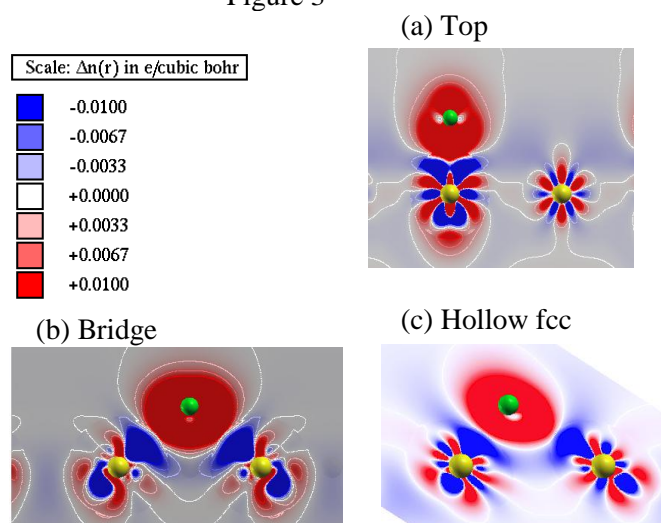 Figure 3
(a) Top
Scale: Δn(r) in e/cubic bohr
-0.0100
-0.0067
-0.0033
+0.0000
+0.0033
+0.0067
+0.0100
(b) Bridge
(c) Hollow fcc